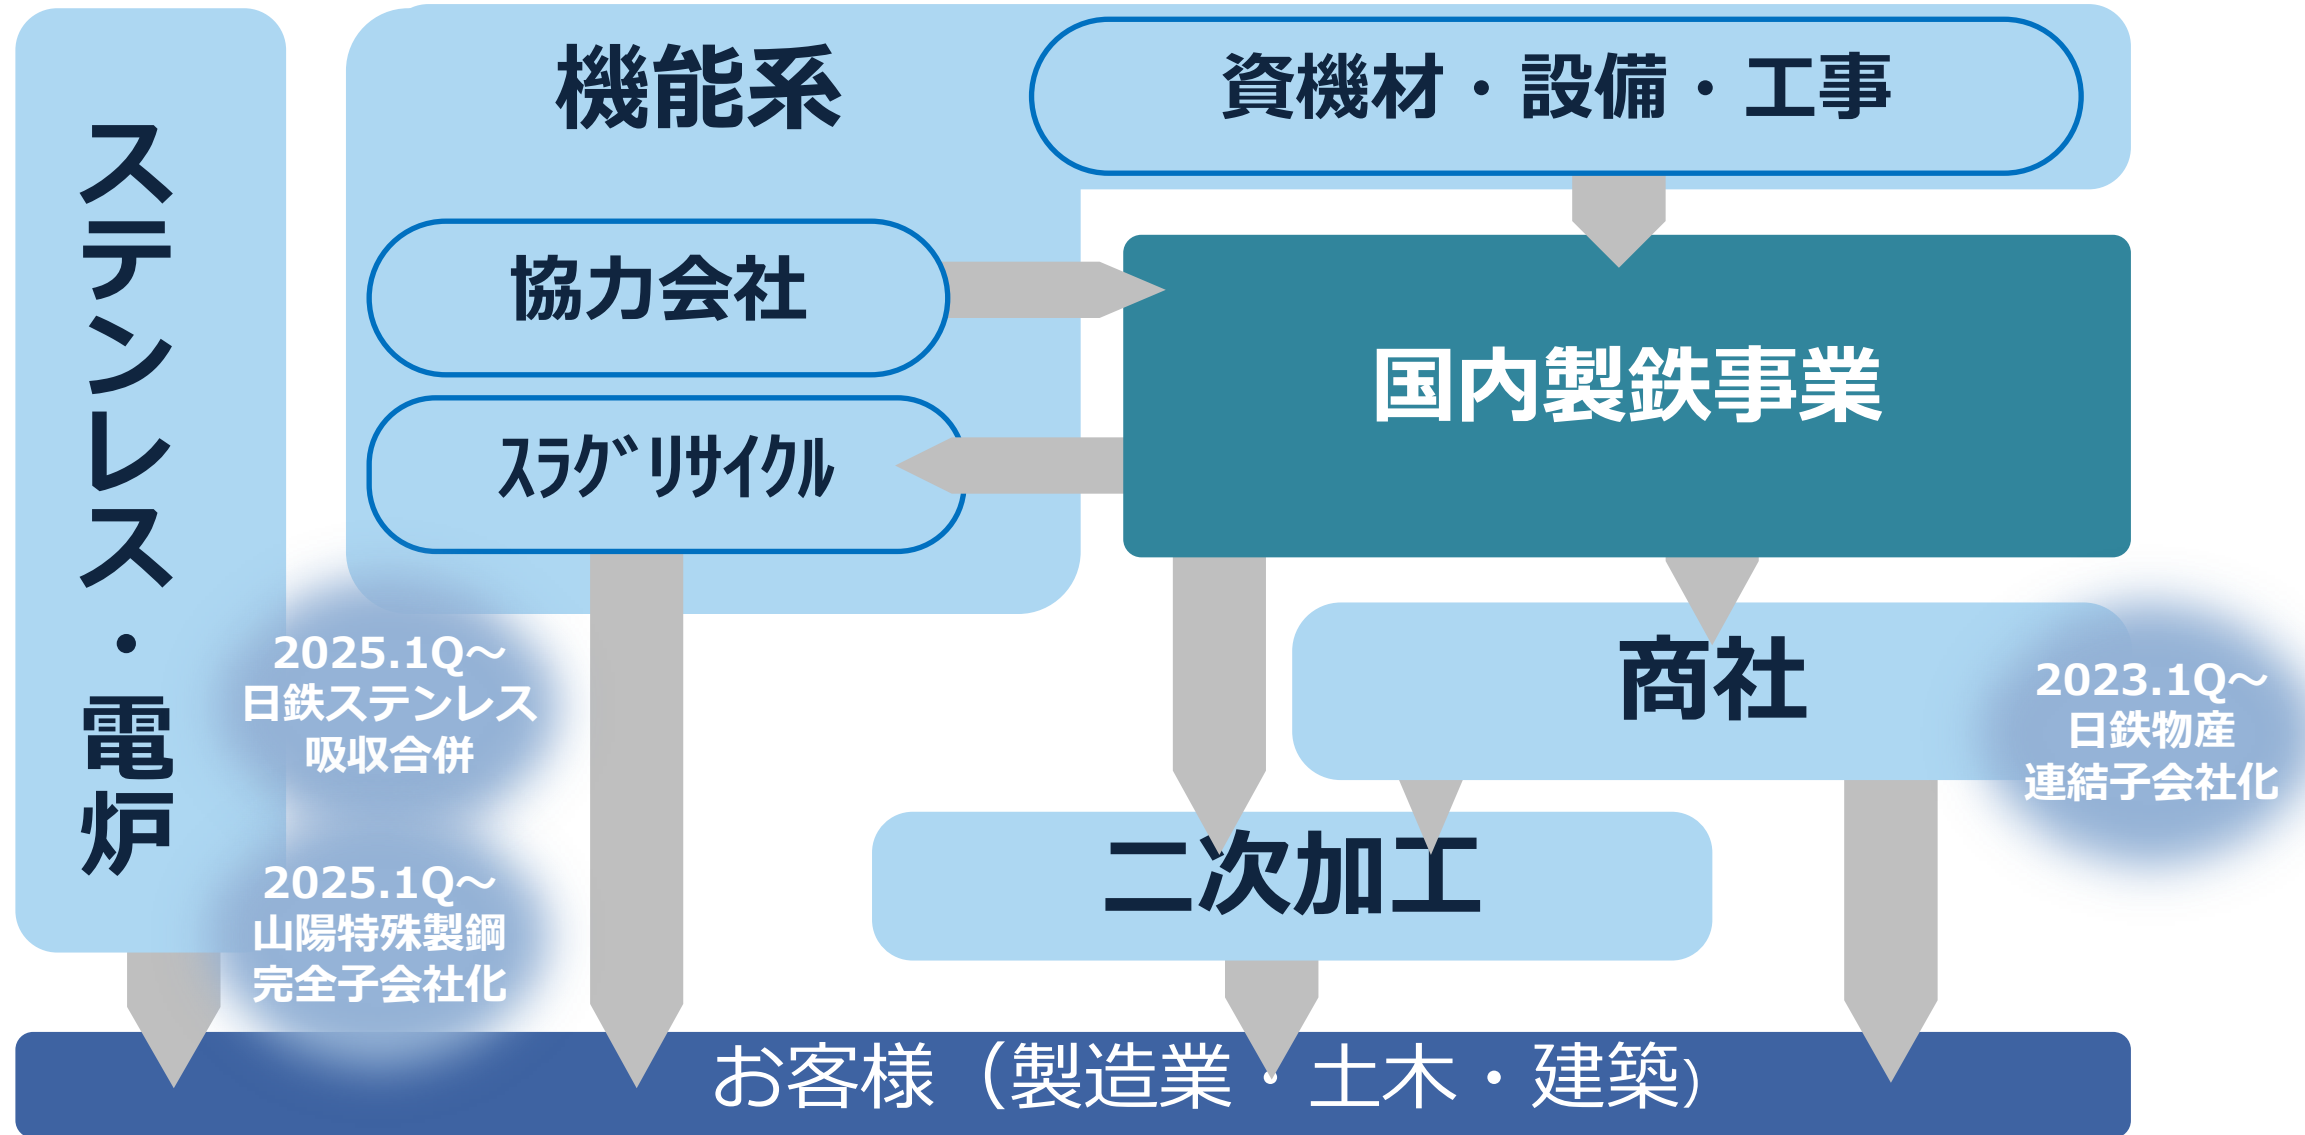 ステンレス・電炉
機能系
資機材・設備・工事
協力会社
ｽﾗｸﾞﾘｻｲｸﾙ
国内製鉄事業
2025.1Q～
日鉄ステンレス
吸収合併
商社
2023.1Q～
日鉄物産
連結子会社化
二次加工
2025.1Q～
山陽特殊製鋼
完全子会社化
お客様（製造業・土木・建築）